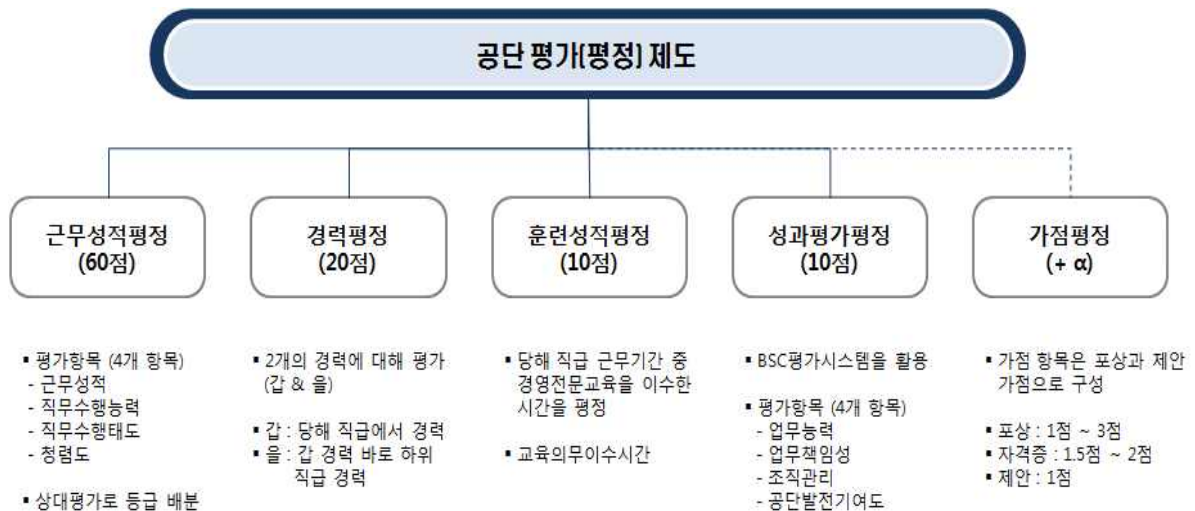 공단 평가(평정) 제도
근무성적평정
(60점)
경력평정
(20점)
훈련성적평정
(10점)
성과평가평정
(10점)
가점평정
(+ α)
▪ 평가항목 (4개 항목)
- 근무성적
- 직무수행능력
- 직무수행태도
- 청렴도
▪ 상대평가로 등급 배분
▪ 2개의 경력에 대해 평가
(갑 & 을)
▪ 갑 : 당해 직급에서 경력
▪ 을 : 갑 경력 바로 하위
직급 경력
▪ 당해 직급 근무기간 중
경영전문교육을 이수한
시간을 평정
▪ 교육의무이수시간
▪ BSC평가시스템을 활용
▪ 평가항목 (4개 항목)
- 업무능력
- 업무책임성
- 조직관리
- 공단발전기여도
▪ 가점 항목은 포상과 제안
가점으로 구성
▪ 포상 : 1점 ~ 3점
▪ 자격증 : 1.5점 ~ 2점
▪ 제안 : 1점